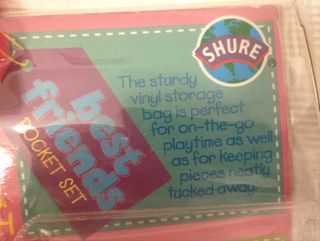 SHURE
®
best
friends
POCKET SET
The sturdy
vinyl storage
bag is perfect
for on-the-go
playtime as well
as for keeping
pieces neatly
tucked away.